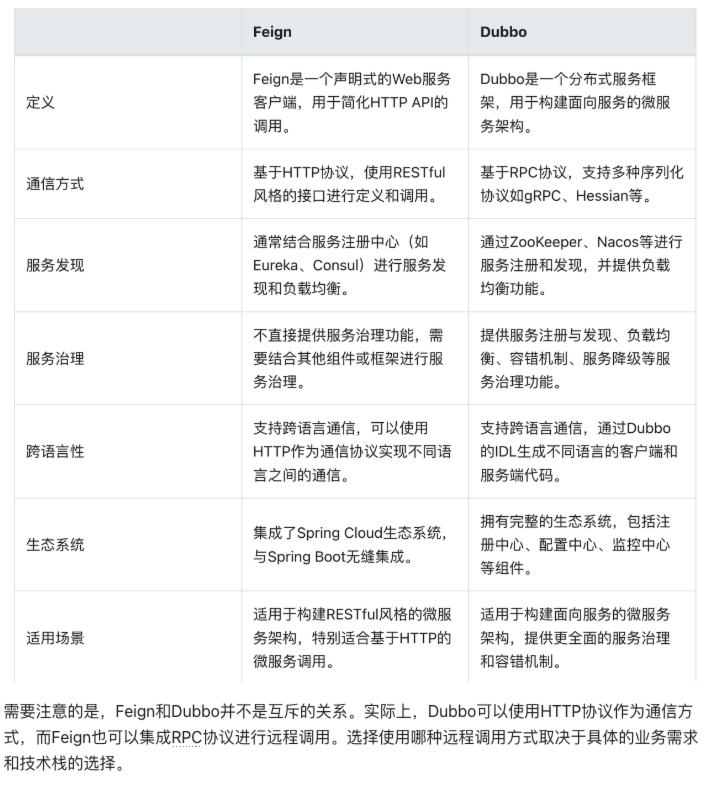 Feign
Dubbo
定义
Feign是一个声明式的Web服务
客户端，用于简化HTTP API的
调用。
Dubbo是一个分布式服务框
架，用于构建面向服务的微服
务架构。
通信方式
基于HTTP协议，使用RESTful
风格的接口进行定义和调用。
基于RPC协议，支持多种序列化
协议如gRPC、Hessian等。
服务发现
通常结合服务注册中心（如
Eureka、Consul）进行服务发
现和负载均衡。
通过ZooKeeper、Nacos等进行
服务注册和发现，并提供负载
均衡功能。
服务治理
不直接提供服务治理功能，需
要结合其他组件或框架进行服
务治理。
提供服务注册与发现、负载均
衡、容错机制、服务降级等服
务治理功能。
跨语言性
支持跨语言通信，可以使用
HTTP作为通信协议实现不同语
言之间的通信。
支持跨语言通信，通过Dubbo
的IDL生成不同语言的客户端和
服务端代码。
生态系统
集成了Spring Cloud生态系统，
与Spring Boot无缝集成。
拥有完整的生态系统，包括注
册中心、配置中心、监控中心
等组件。
适用场景
适用于构建RESTful风格的微服
务架构，特别适合基于HTTP的
微服务调用。
适用于构建面向服务的微服务
架构，提供更全面的服务治理
和容错机制。
需要注意的是，Feign和Dubbo并不是互斥的关系。实际上，Dubbo可以使用HTTP协议作为通信方
式，而Feign也可以集成RPC协议进行远程调用。选择使用哪种远程调用方式取决于具体的业务需求
和技术栈的选择。